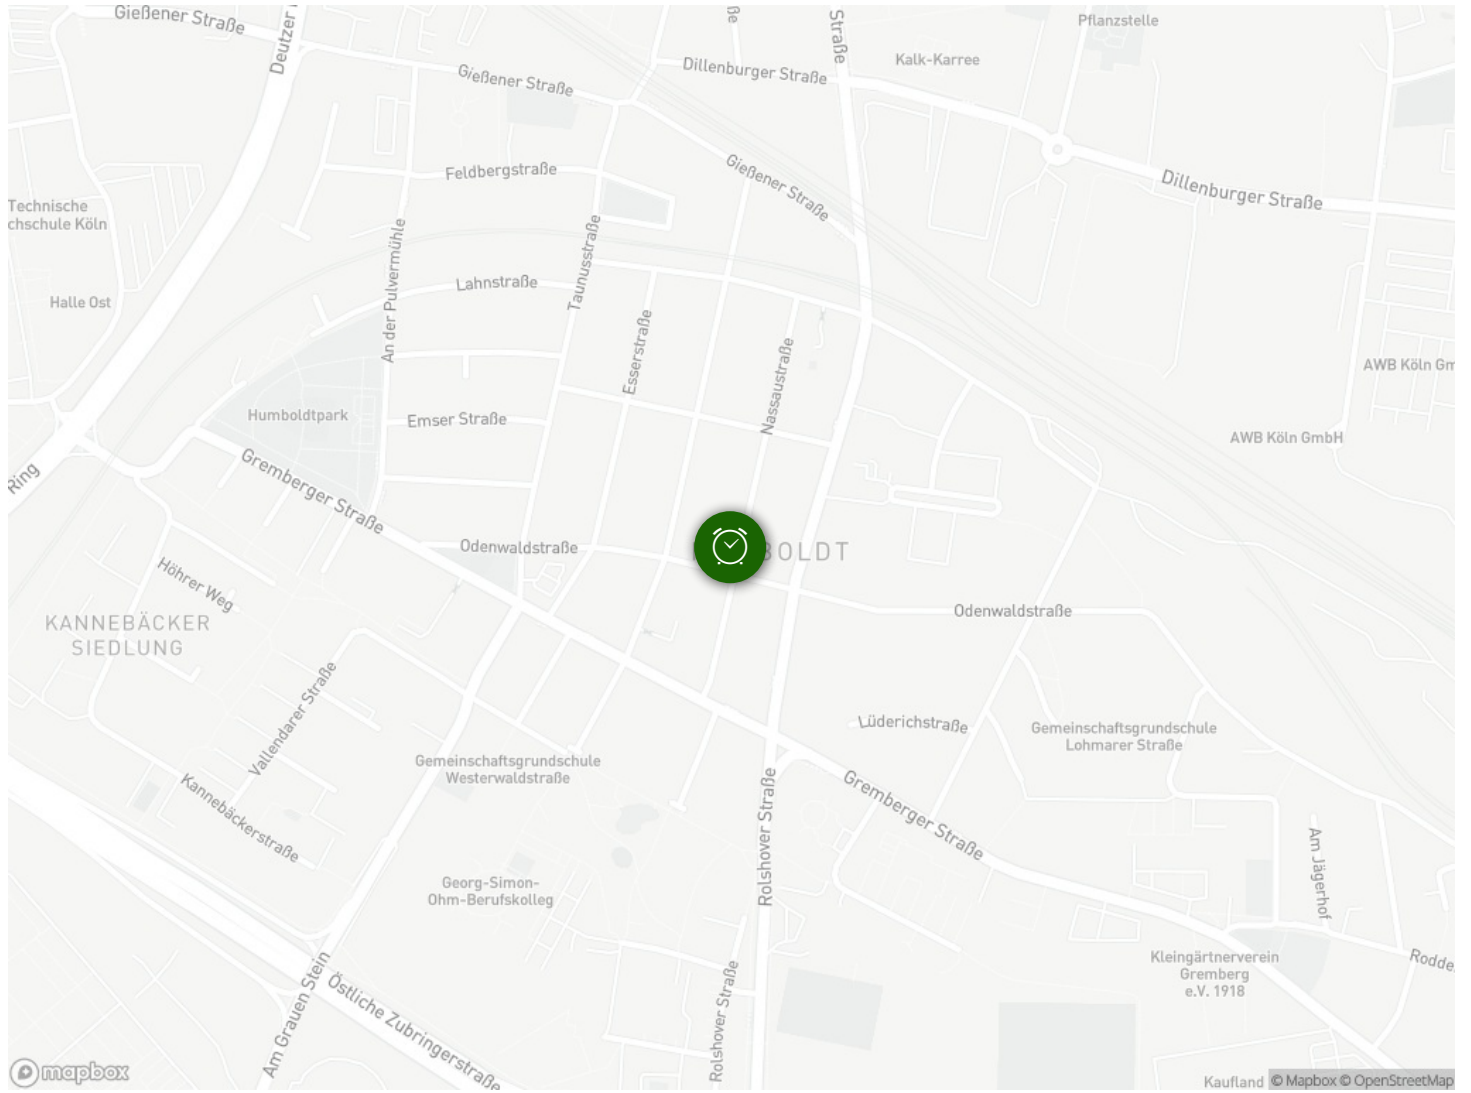 Gießener Straße
Deutzer
Straße
Pflanzstelle
Kalk-Karree
Dillenburger Straße
Gießener Straße
Gießener Straße
Feldbergstraße
Dillenburger Straße
Technische
chschule Köln
An der Pulvermühle
Taunusstraße
Lahnstraße
Halle Ost
Esserstraße
Nassaustraße
AWB Köln Gm
Humboldtpark
Emser Straße
AWB Köln GmbH
Ring
Gremberger Straße
Odenwaldstraße
BOLDT
Höhrer Weg
Odenwaldstraße
KANNEBÄCKER
SIEDLUNG
Vallendarer Straße
Lüderichstraße
Gemeinschaftsgrundschule
Lohmarer Straße
Gemeinschaftsgrundschule
Westerwaldstraße
Kannebäckerstraße
Rolshover Straße
Gremberger Straße
Am Jägerhof
Georg-Simon-
Ohm-Berufskolleg
Kleingärtnerverein
Gremberg
e.V. 1918
Rodde
Am Grauen Stein
Östliche Zubringerstraße
Rolshover Straße
mapbox
Kaufland
© Mapbox © OpenStreetMap